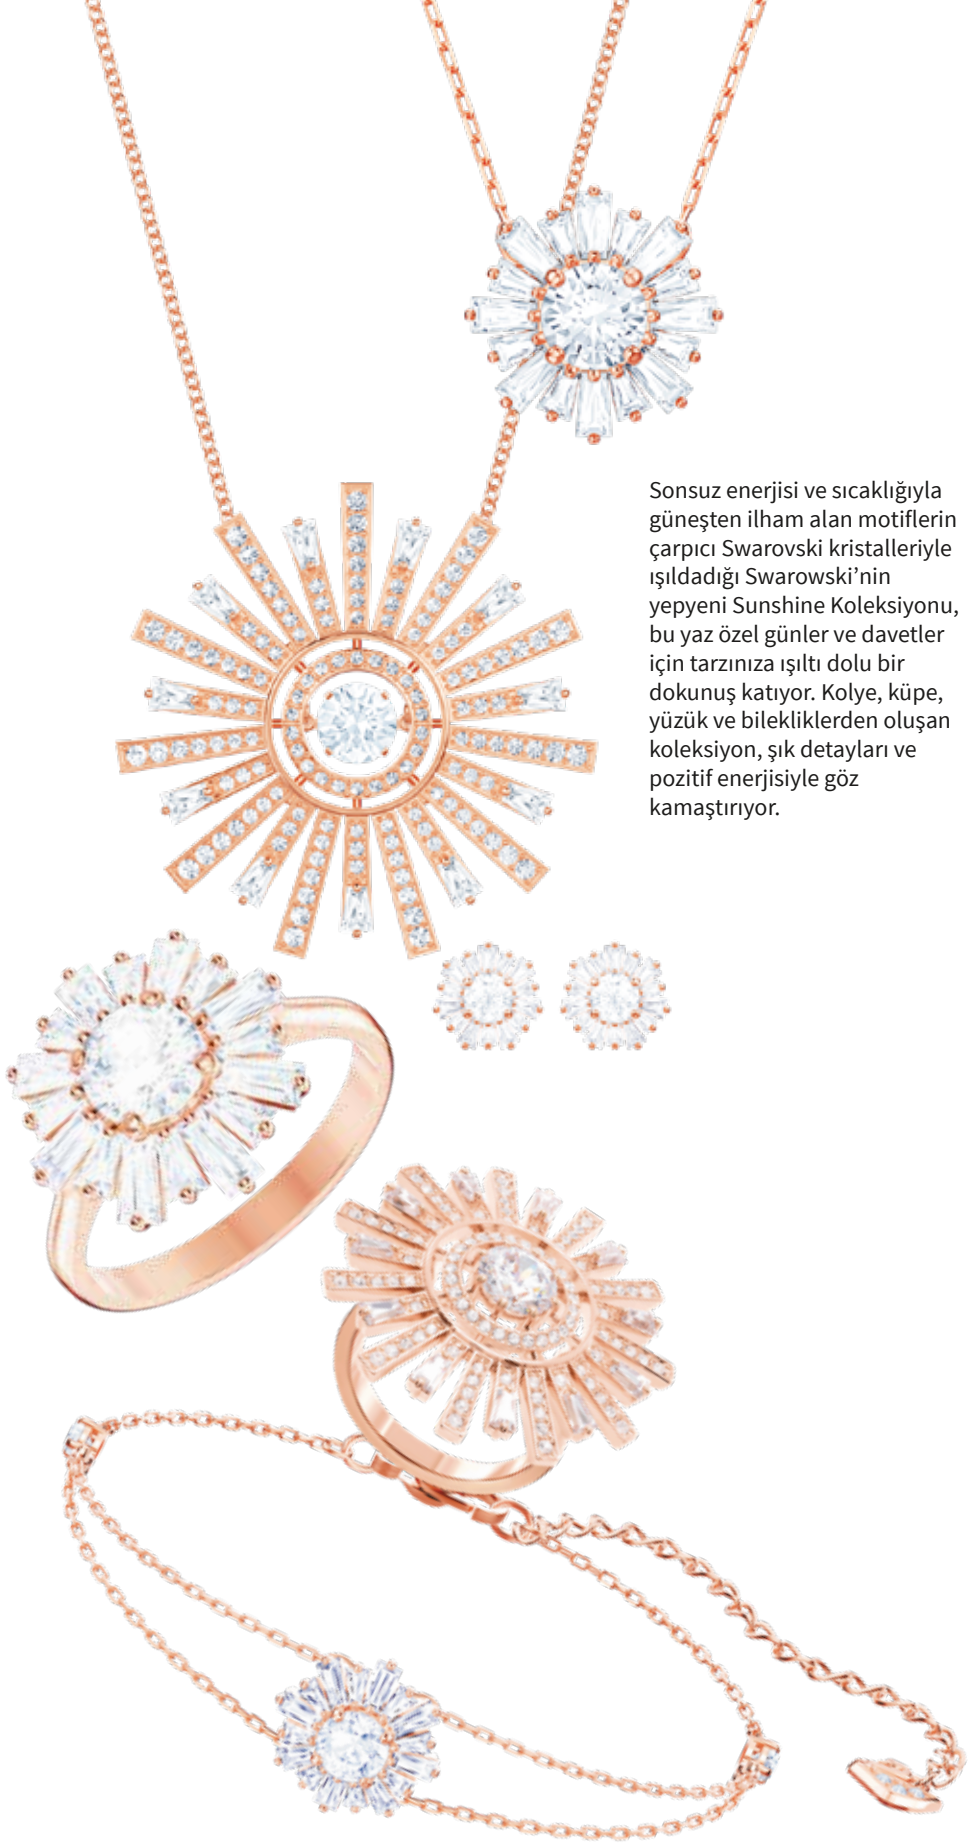 Sonsuz enerjisi ve sıcaklığıyla
güneşten ilham alan motiflerin
çarpıcı Swarovski kristalleriyle
ışıldadığı Swarowski’nin
yepyeni Sunshine Koleksiyonu,
bu yaz özel günler ve davetler
için tarzınıza ışıltı dolu bir
dokunuş katıyor. Kolye, küpe,
yüzük ve bilekliklerden oluşan
koleksiyon, şık detayları ve
pozitif enerjisiyle göz
kamaştırıyor.